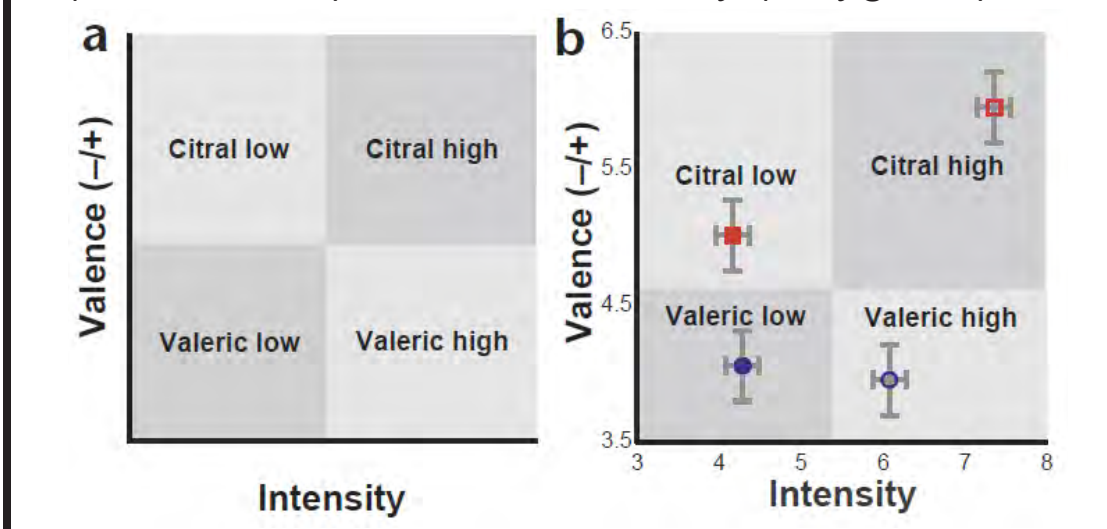 a
Valence (–/+)
Citral low
Citral high
Valeric low
Valeric high
Intensity
b
Valence (–/+)
6.5
5.5
4.5
3.5
Citral low
Citral high
Valeric low
Valeric high
3 4 5 6 7 8
Intensity